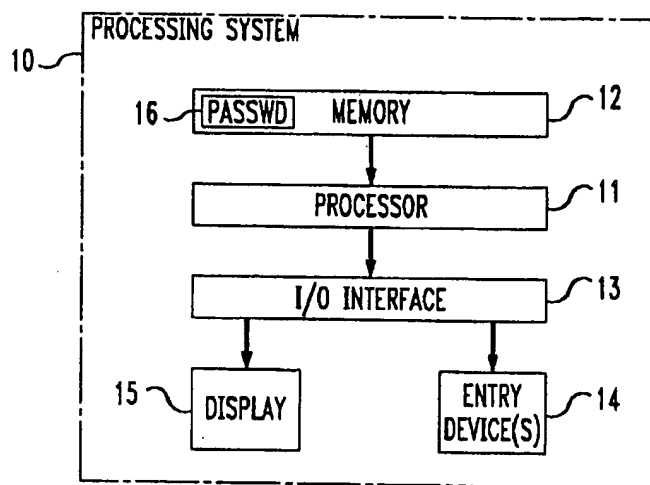 PROCESSING SYSTEM
10
16 PASSWD MEMORY 12
PROCESSOR 11
I/O INTERFACE 13
15 DISPLAY
ENTRY
DEVICE(S) 14